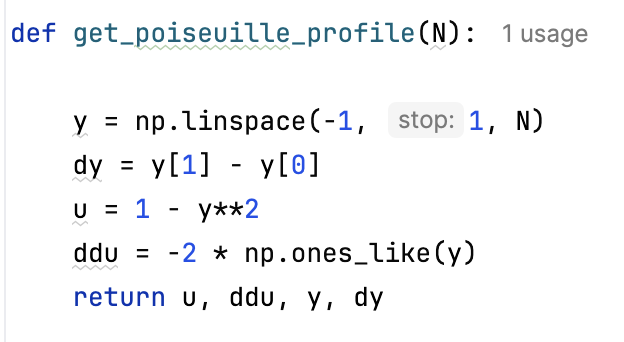 def get_poiseuille_profile(N): 1 usage
y = np.linspace(-1, stop: 1, N)
dy = y[1] - y[0]
u = 1 - y**2
ddu = -2 * np.ones_like(y)
return u, ddu, y, dy